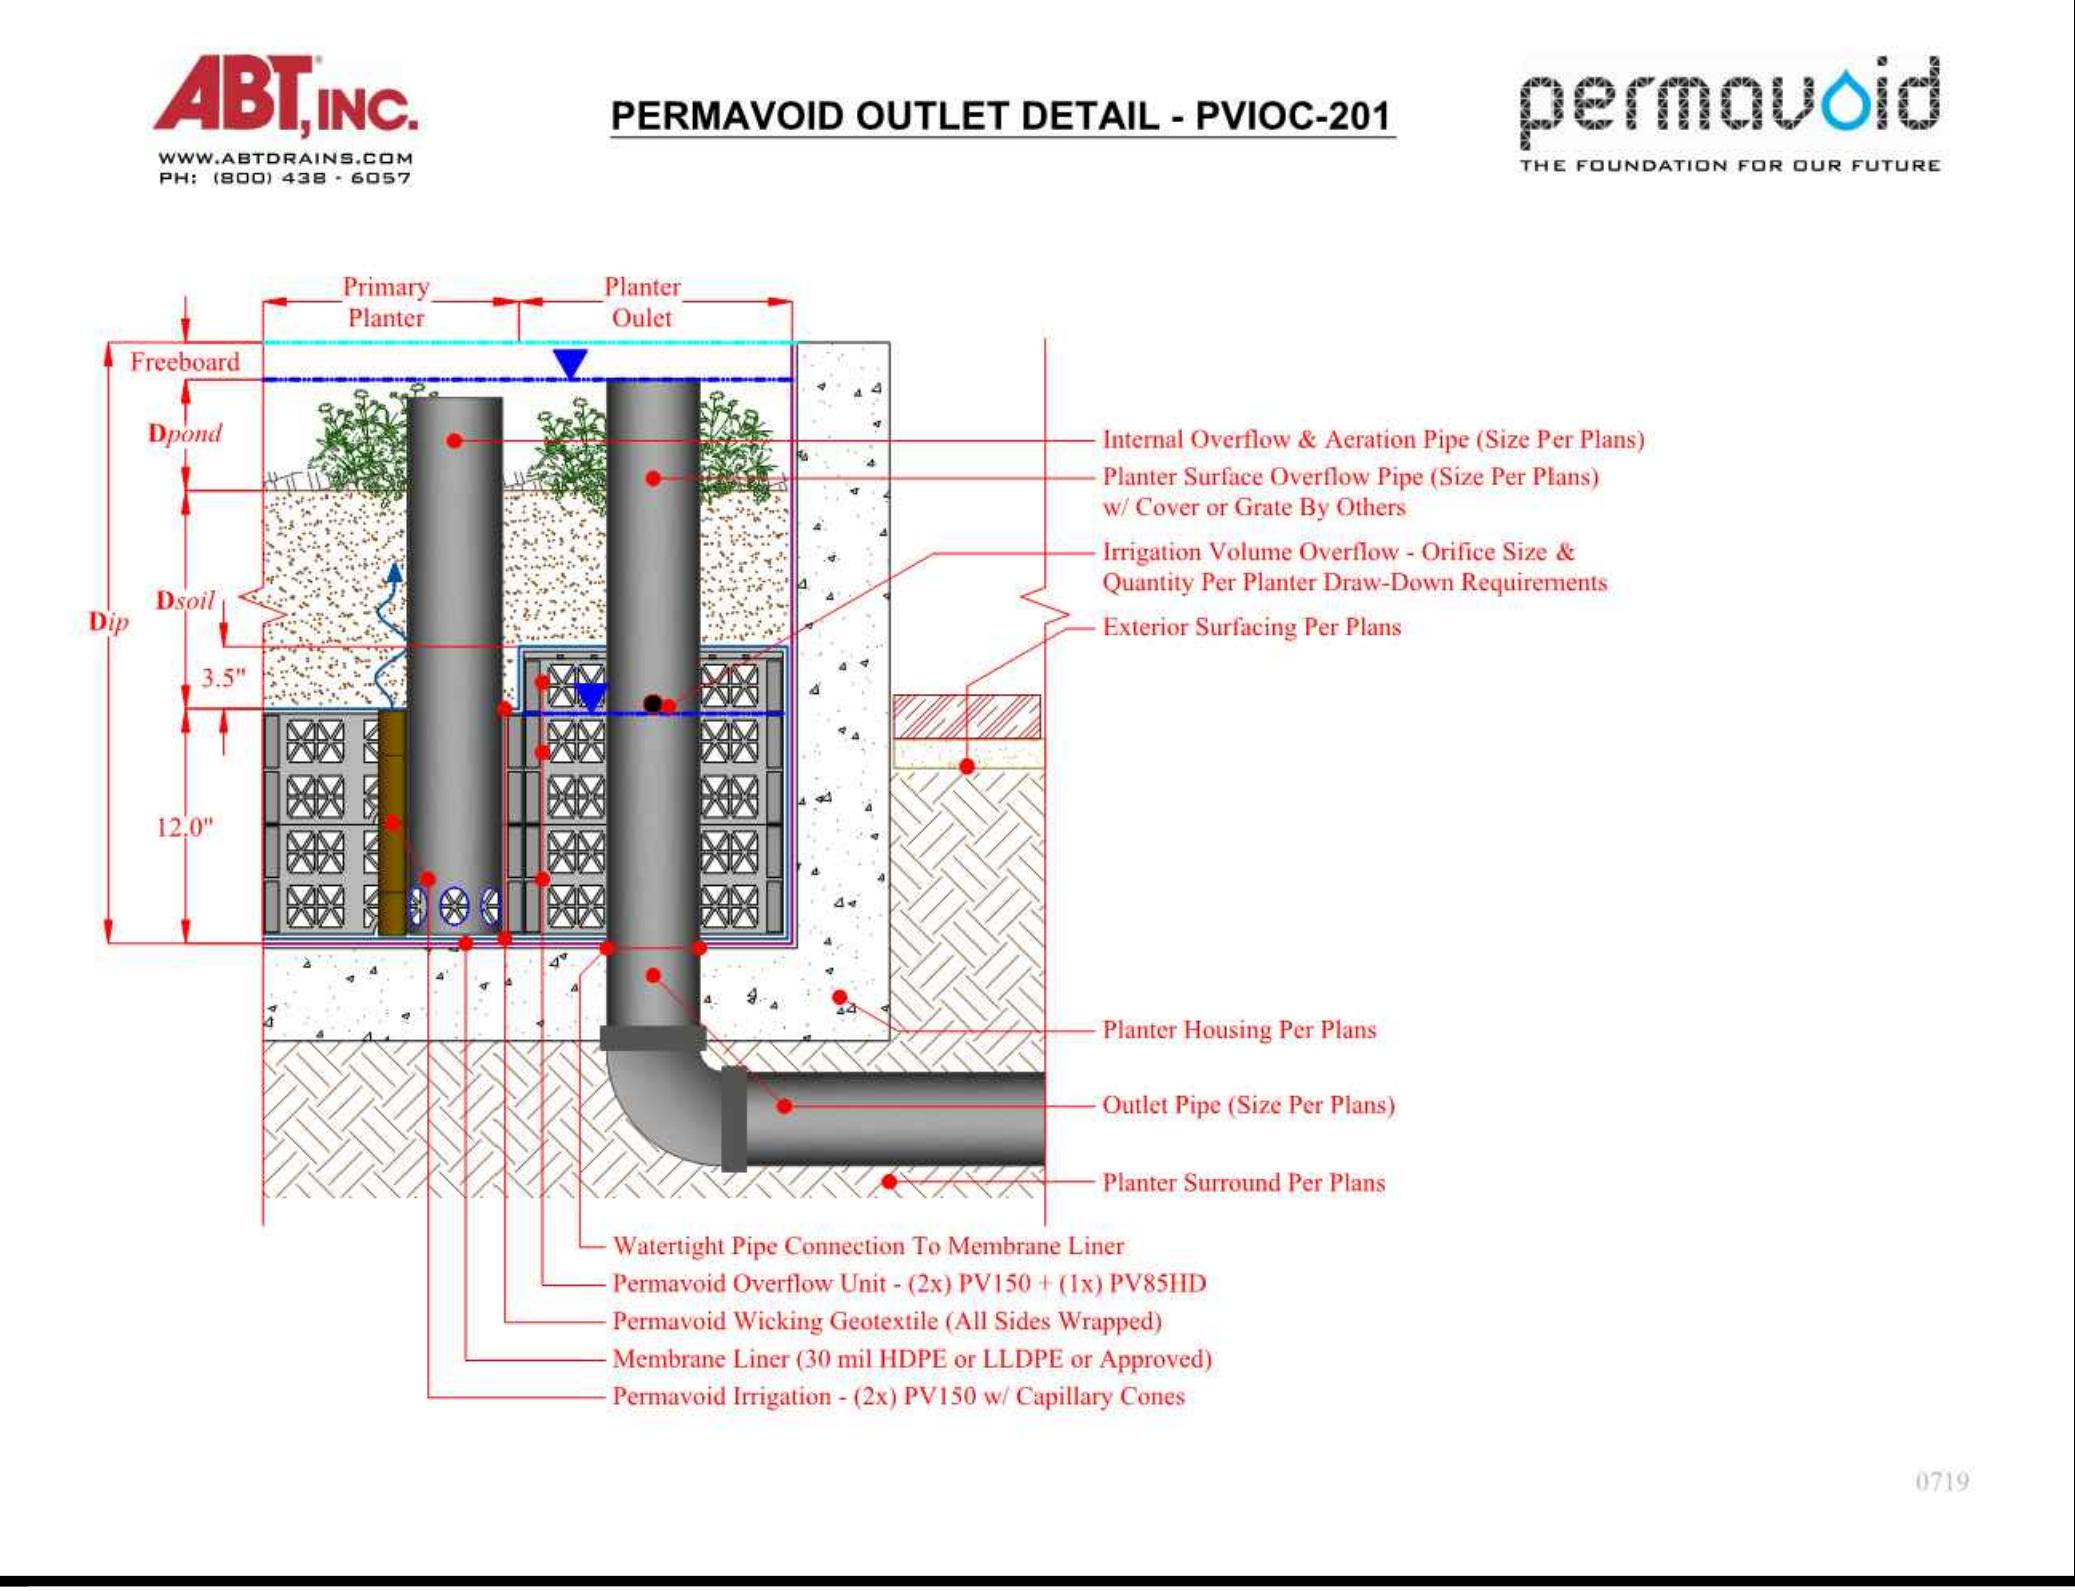 ABT, INC.
WWW.ABTDRAINS.COM
PH: (800) 438 - 6057
PERMAVOID OUTLET DETAIL - PVIOC-201
permavoid
THE FOUNDATION FOR OUR FUTURE
Primary
Planter
Planter
Oulet
Freeboard
Dpond
Dsoil
Dip
3.5"
12.0"
Internal Overflow & Aeration Pipe (Size Per Plans)
Planter Surface Overflow Pipe (Size Per Plans)
w/ Cover or Grate By Others
Irrigation Volume Overflow - Orifice Size &
Quantity Per Planter Draw-Down Requirements
Exterior Surfacing Per Plans
Planter Housing Per Plans
Outlet Pipe (Size Per Plans)
Planter Surround Per Plans
Watertight Pipe Connection To Membrane Liner
Permavoid Overflow Unit - (2x) PV150 + (1x) PV85HD
Permavoid Wicking Geotextile (All Sides Wrapped)
Membrane Liner (30 mil HDPE or LLDPE or Approved)
Permavoid Irrigation - (2x) PV150 w/ Capillary Cones
0719